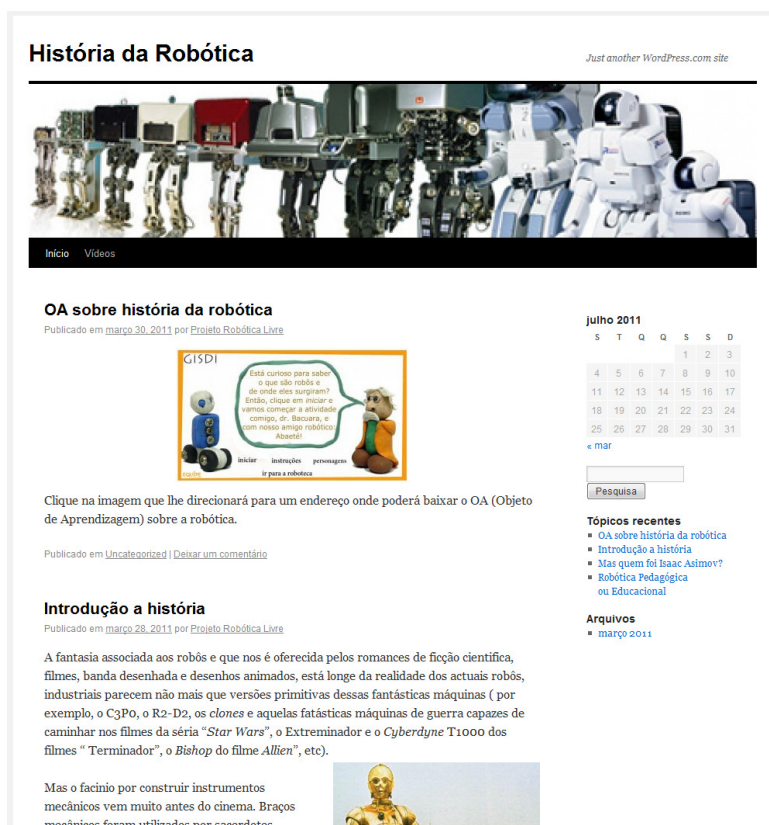 História da Robótica
Just another WordPress.com site
Início Vídeos
OA sobre história da robótica
Publicado em março 30, 2011 por Projeto Robótica Livre
GISDI
Está curioso para saber
o que são robôs e
de onde eles surgiram?
Então, clique em iniciar e
vamos começar a atividade
comigo, dr. Bacuara, e
com nosso amigo robótico:
Abaeté!
iniciar instruções personagens
equipe ir para a roboteca
Clique na imagem que lhe direcionará para um endereço onde poderá baixar o OA (Objeto
de Aprendizagem) sobre a robótica.
Publicado em Uncategorized | Deixar um comentário
Introdução a história
Publicado em março 28, 2011 por Projeto Robótica Livre
A fantasia associada aos robôs e que nos é oferecida pelos romances de ficção cientifica,
filmes, banda desenhada e desenhos animados, está longe da realidade dos actuais robôs,
industriais parecem não mais que versões primitivas dessas fantásticas máquinas ( por
exemplo, o C3P0, o R2-D2, os clones e aquelas fatásticas máquinas de guerra capazes de
caminhar nos filmes da séria “Star Wars”, o Extreminador e o Cyberdyne T1000 dos
filmes “ Terminador”, o Bishop do filme Allien”, etc).
Mas o facinio por construir instrumentos
mecânicos vem muito antes do cinema. Braços
mecânicos foram utilizados por sacerdotes
julho 2011
S T Q Q S S D
1 2 3
4 5 6 7 8 9 10
11 12 13 14 15 16 17
18 19 20 21 22 23 24
25 26 27 28 29 30 31
« mar
Pesquisa
Tópicos recentes
OA sobre história da robótica
Introdução a história
Mas quem foi Isaac Asimov?
Robótica Pedagógica
ou Educacional
Arquivos
março 2011